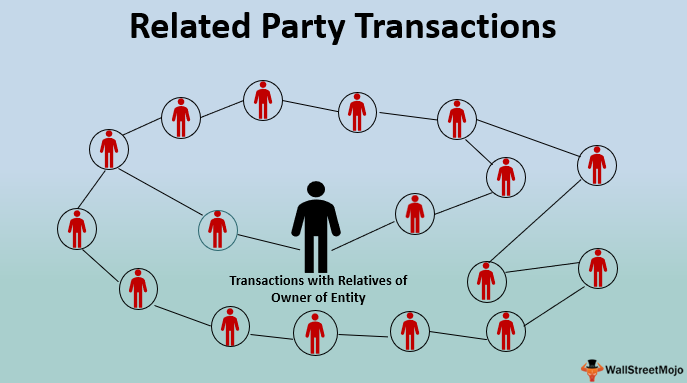 Related Party Transactions
Transactions with Relatives of
Owner of Entity
WallStreetMojo